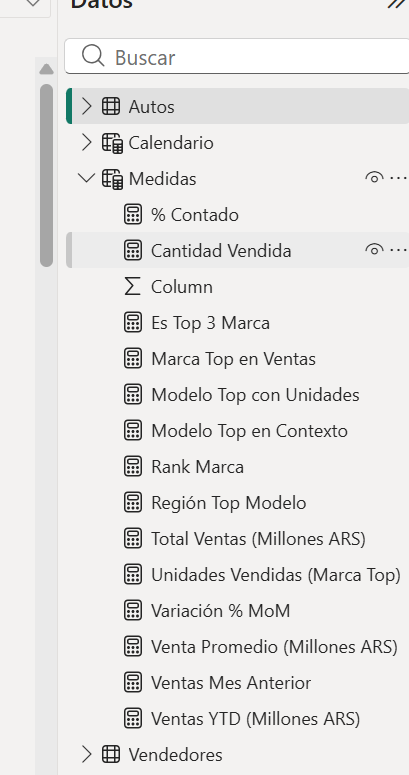 Datos
Buscar
Autos
Calendario
Medidas
% Contado
Cantidad Vendida
Column
Es Top 3 Marca
Marca Top en Ventas
Modelo Top con Unidades
Modelo Top en Contexto
Rank Marca
Región Top Modelo
Total Ventas (Millones ARS)
Unidades Vendidas (Marca Top)
Variación % MoM
Venta Promedio (Millones ARS)
Ventas Mes Anterior
Ventas YTD (Millones ARS)
Vendedores